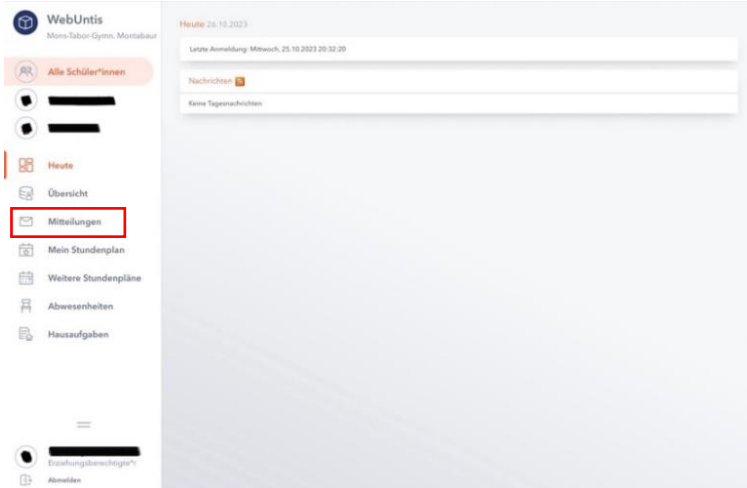 WebUntis
Mons-Tabor-Gymn. Montabaur
Alle Schüler*innen
Heute
Übersicht
Mitteilungen
Mein Stundenplan
Weitere Stundenpläne
Abwesenheiten
Hausaufgaben
Erziehungsberechtigte*r
Abmelden
Heute 26.10.2023
Letzte Anmeldung: Mittwoch, 25.10.2023 20:32:20
Nachrichten
Keine Tagesnachrichten